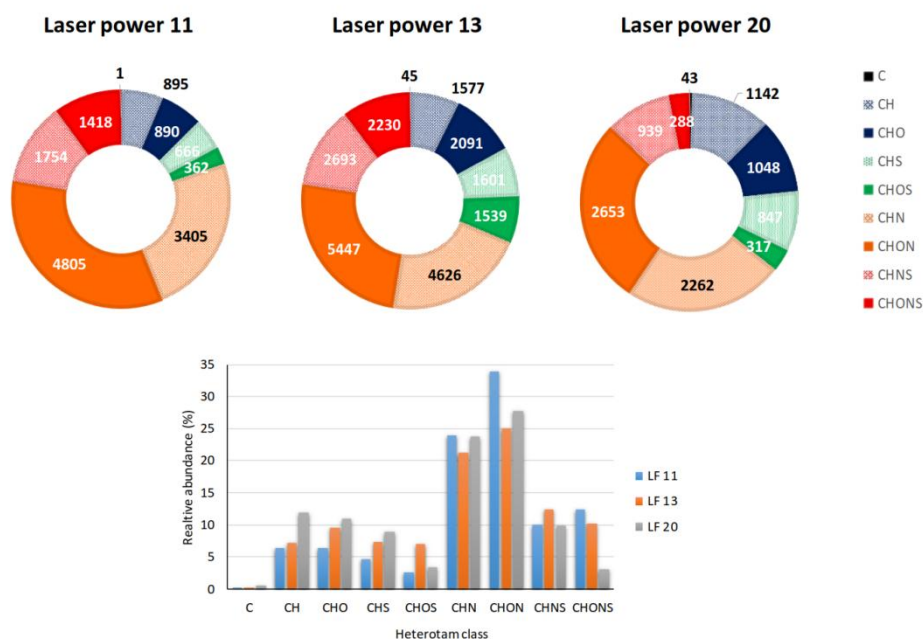 Laser power 11
Laser power 13
Laser power 20
1
895
890
666
362
3405
4805
1754
1418
45
1577
2091
1601
1539
4626
5447
2693
2230
43
1142
1048
847
317
2262
2653
939
288
C
CH
CHO
CHS
CHOS
CHN
CHON
CHNS
CHONS
Realtive abundance (%)
35
30
25
20
15
10
5
0
C CH CHO CHS CHOS CHN CHON CHNS CHONS
Heterotam class
LF 11
LF 13
LF 20